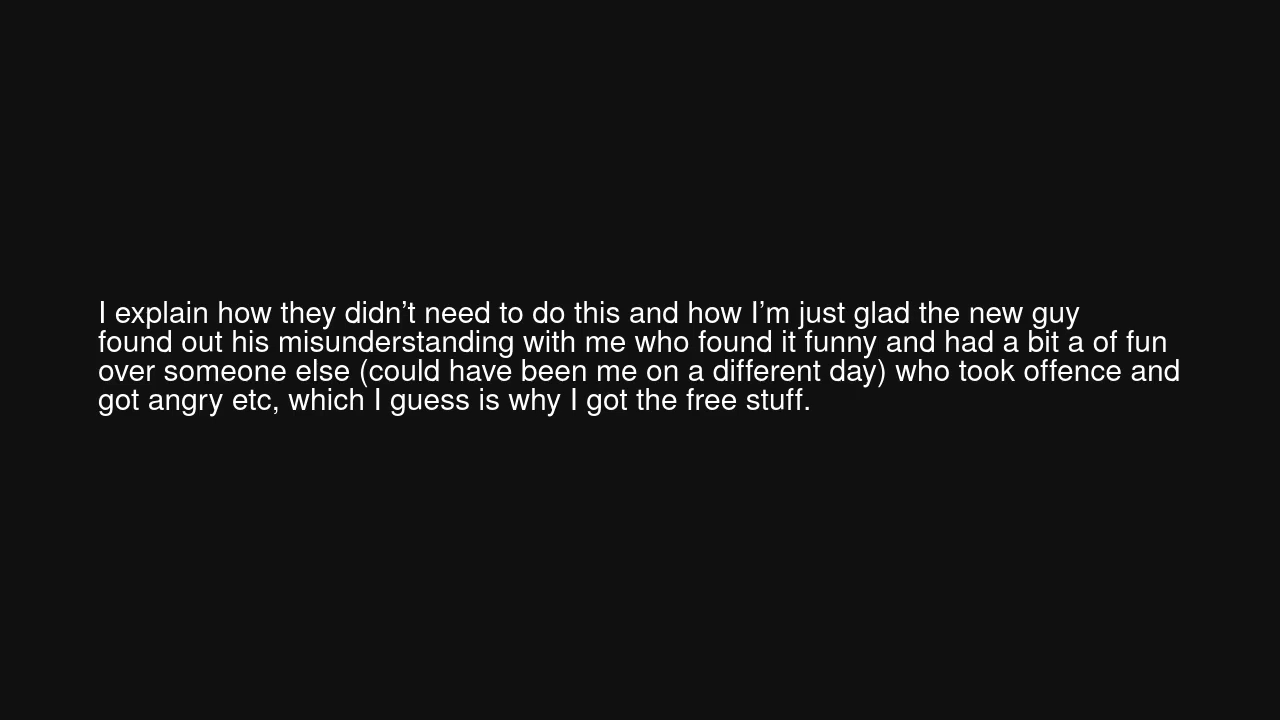 I explain how they didn’t need to do this and how I’m just glad the new guy
found out his misunderstanding with me who found it funny and had a bit a of fun
over someone else (could have been me on a different day) who took offence and
got angry etc, which I guess is why I got the free stuff.